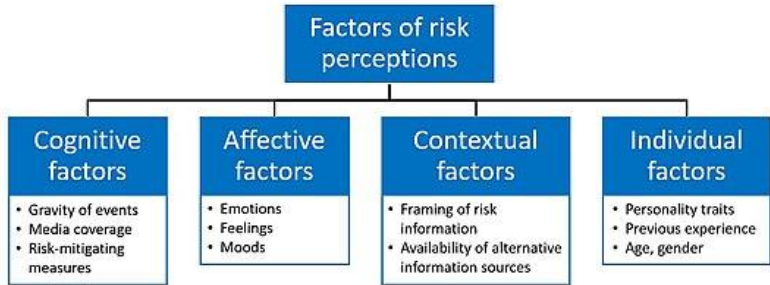 Factors of risk
perceptions
Cognitive
factors
• Gravity of events
• Media coverage
• Risk-mitigating
measures
Affective
factors
• Emotions
• Feelings
• Moods
Contextual
factors
• Framing of risk
information
• Availability of alternative
information sources
Individual
factors
• Personality traits
• Previous experience
• Age, gender